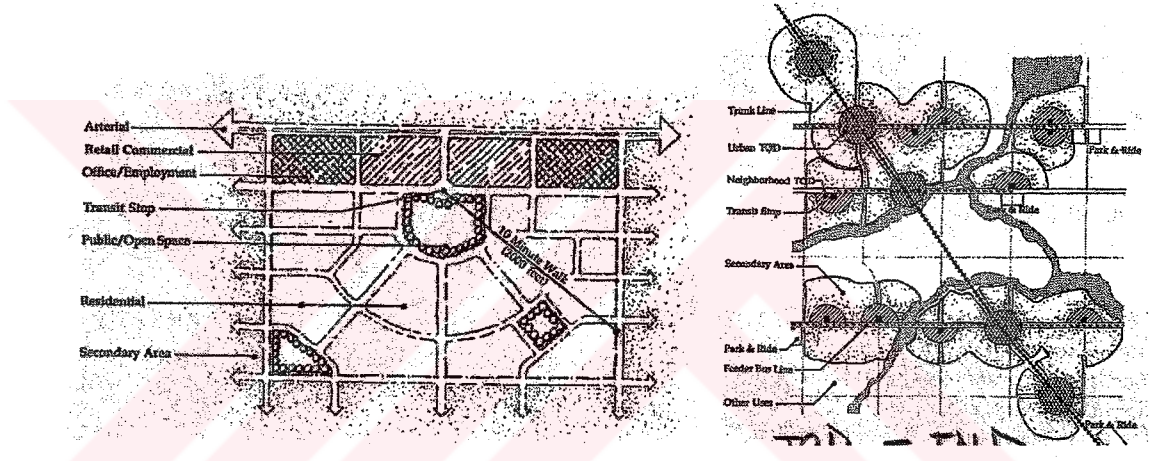 Arterial
Retail Commercial
Office/Employment
Transit Stop
Public/Open Space
Residential
Secondary Area
10 Minute Walk
(2000 Feet)
Trunk Line
Urban TOD
Neighborhood TOD
Transit Stop
Secondary Area
Park & Ride
Feeder Bus Line
Other Uses
Park & Ride
Park & Ride
Park & Ride